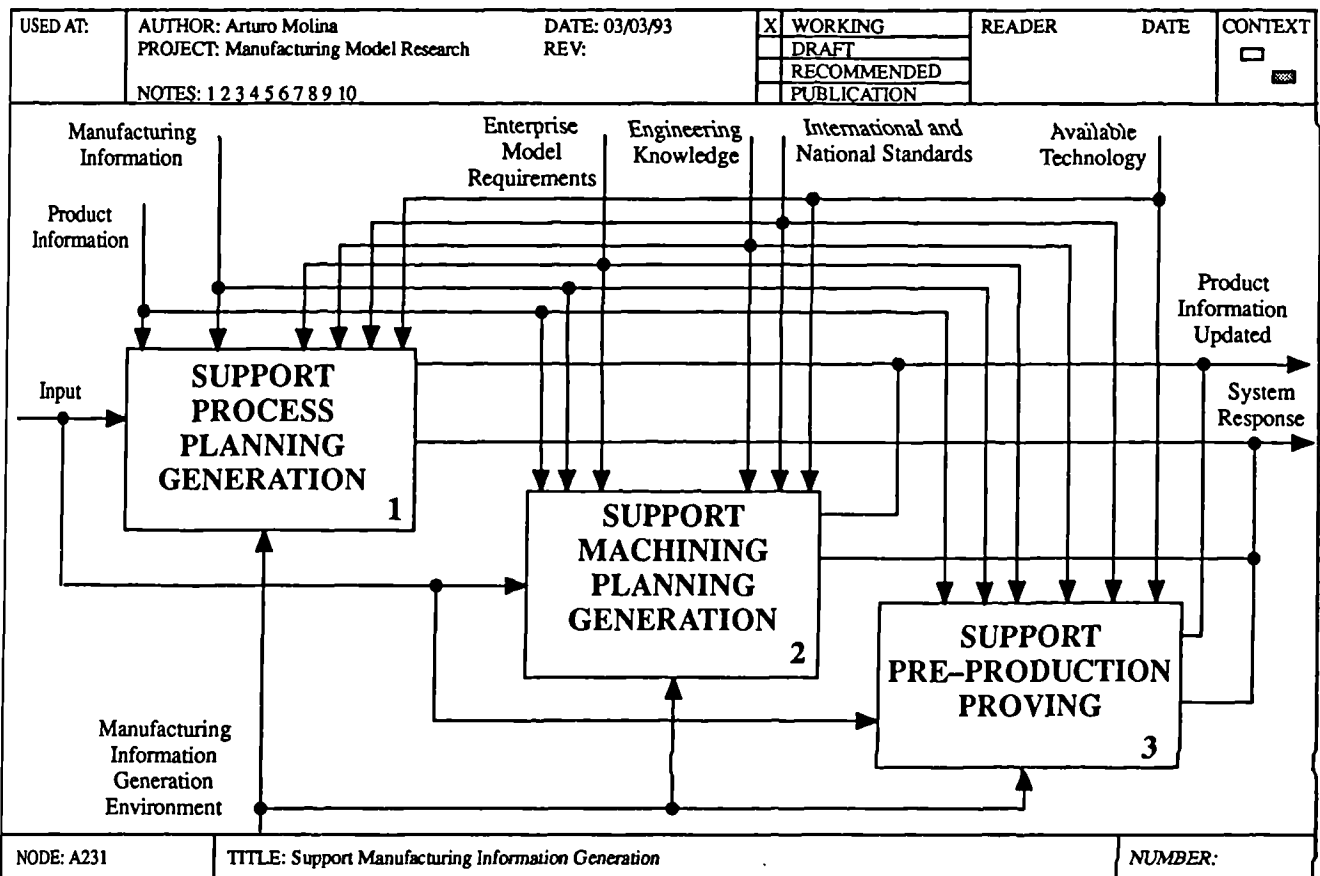 USED AT:
AUTHOR: Arturo Molina
DATE: 03/03/93
PROJECT: Manufacturing Model Research
REV:
NOTES: 1 2 3 4 5 6 7 8 9 10
X WORKING
DRAFT
RECOMMENDED
PUBLICATION
READER
DATE
CONTEXT
Manufacturing
Information
Enterprise
Model
Requirements
Engineering
Knowledge
International and
National Standards
Available
Technology
Product
Information
Product
Information
Updated
Input
System
Response
SUPPORT
PROCESS
PLANNING
GENERATION
1
SUPPORT
MACHINING
PLANNING
GENERATION
2
SUPPORT
PRE–PRODUCTION
PROVING
3
Manufacturing
Information
Generation
Environment
NODE: A231
TITLE: Support Manufacturing Information Generation
NUMBER: